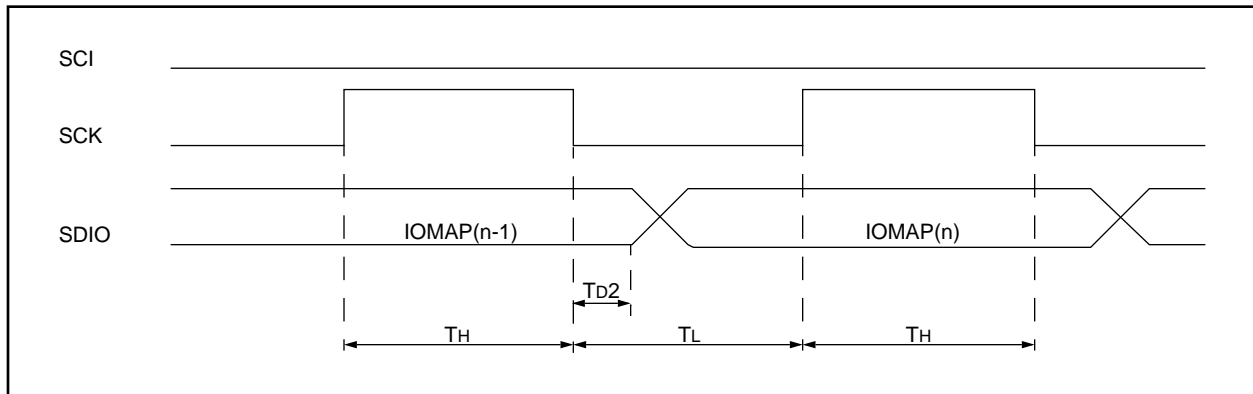 SCI
SCK
SDIO
IOMAP(n-1)
IOMAP(n)
TD2
TH
TL
TH